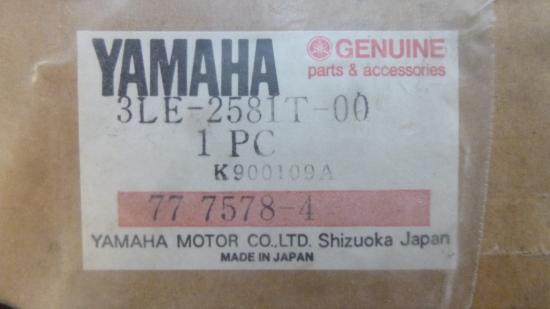 YAMAHA
GENUINE
parts & accessories
3LE-2581T-00
1 PC
K900109A
77 7578-4
YAMAHA MOTOR CO.,LTD. Shizuoka Japan
MADE IN JAPAN